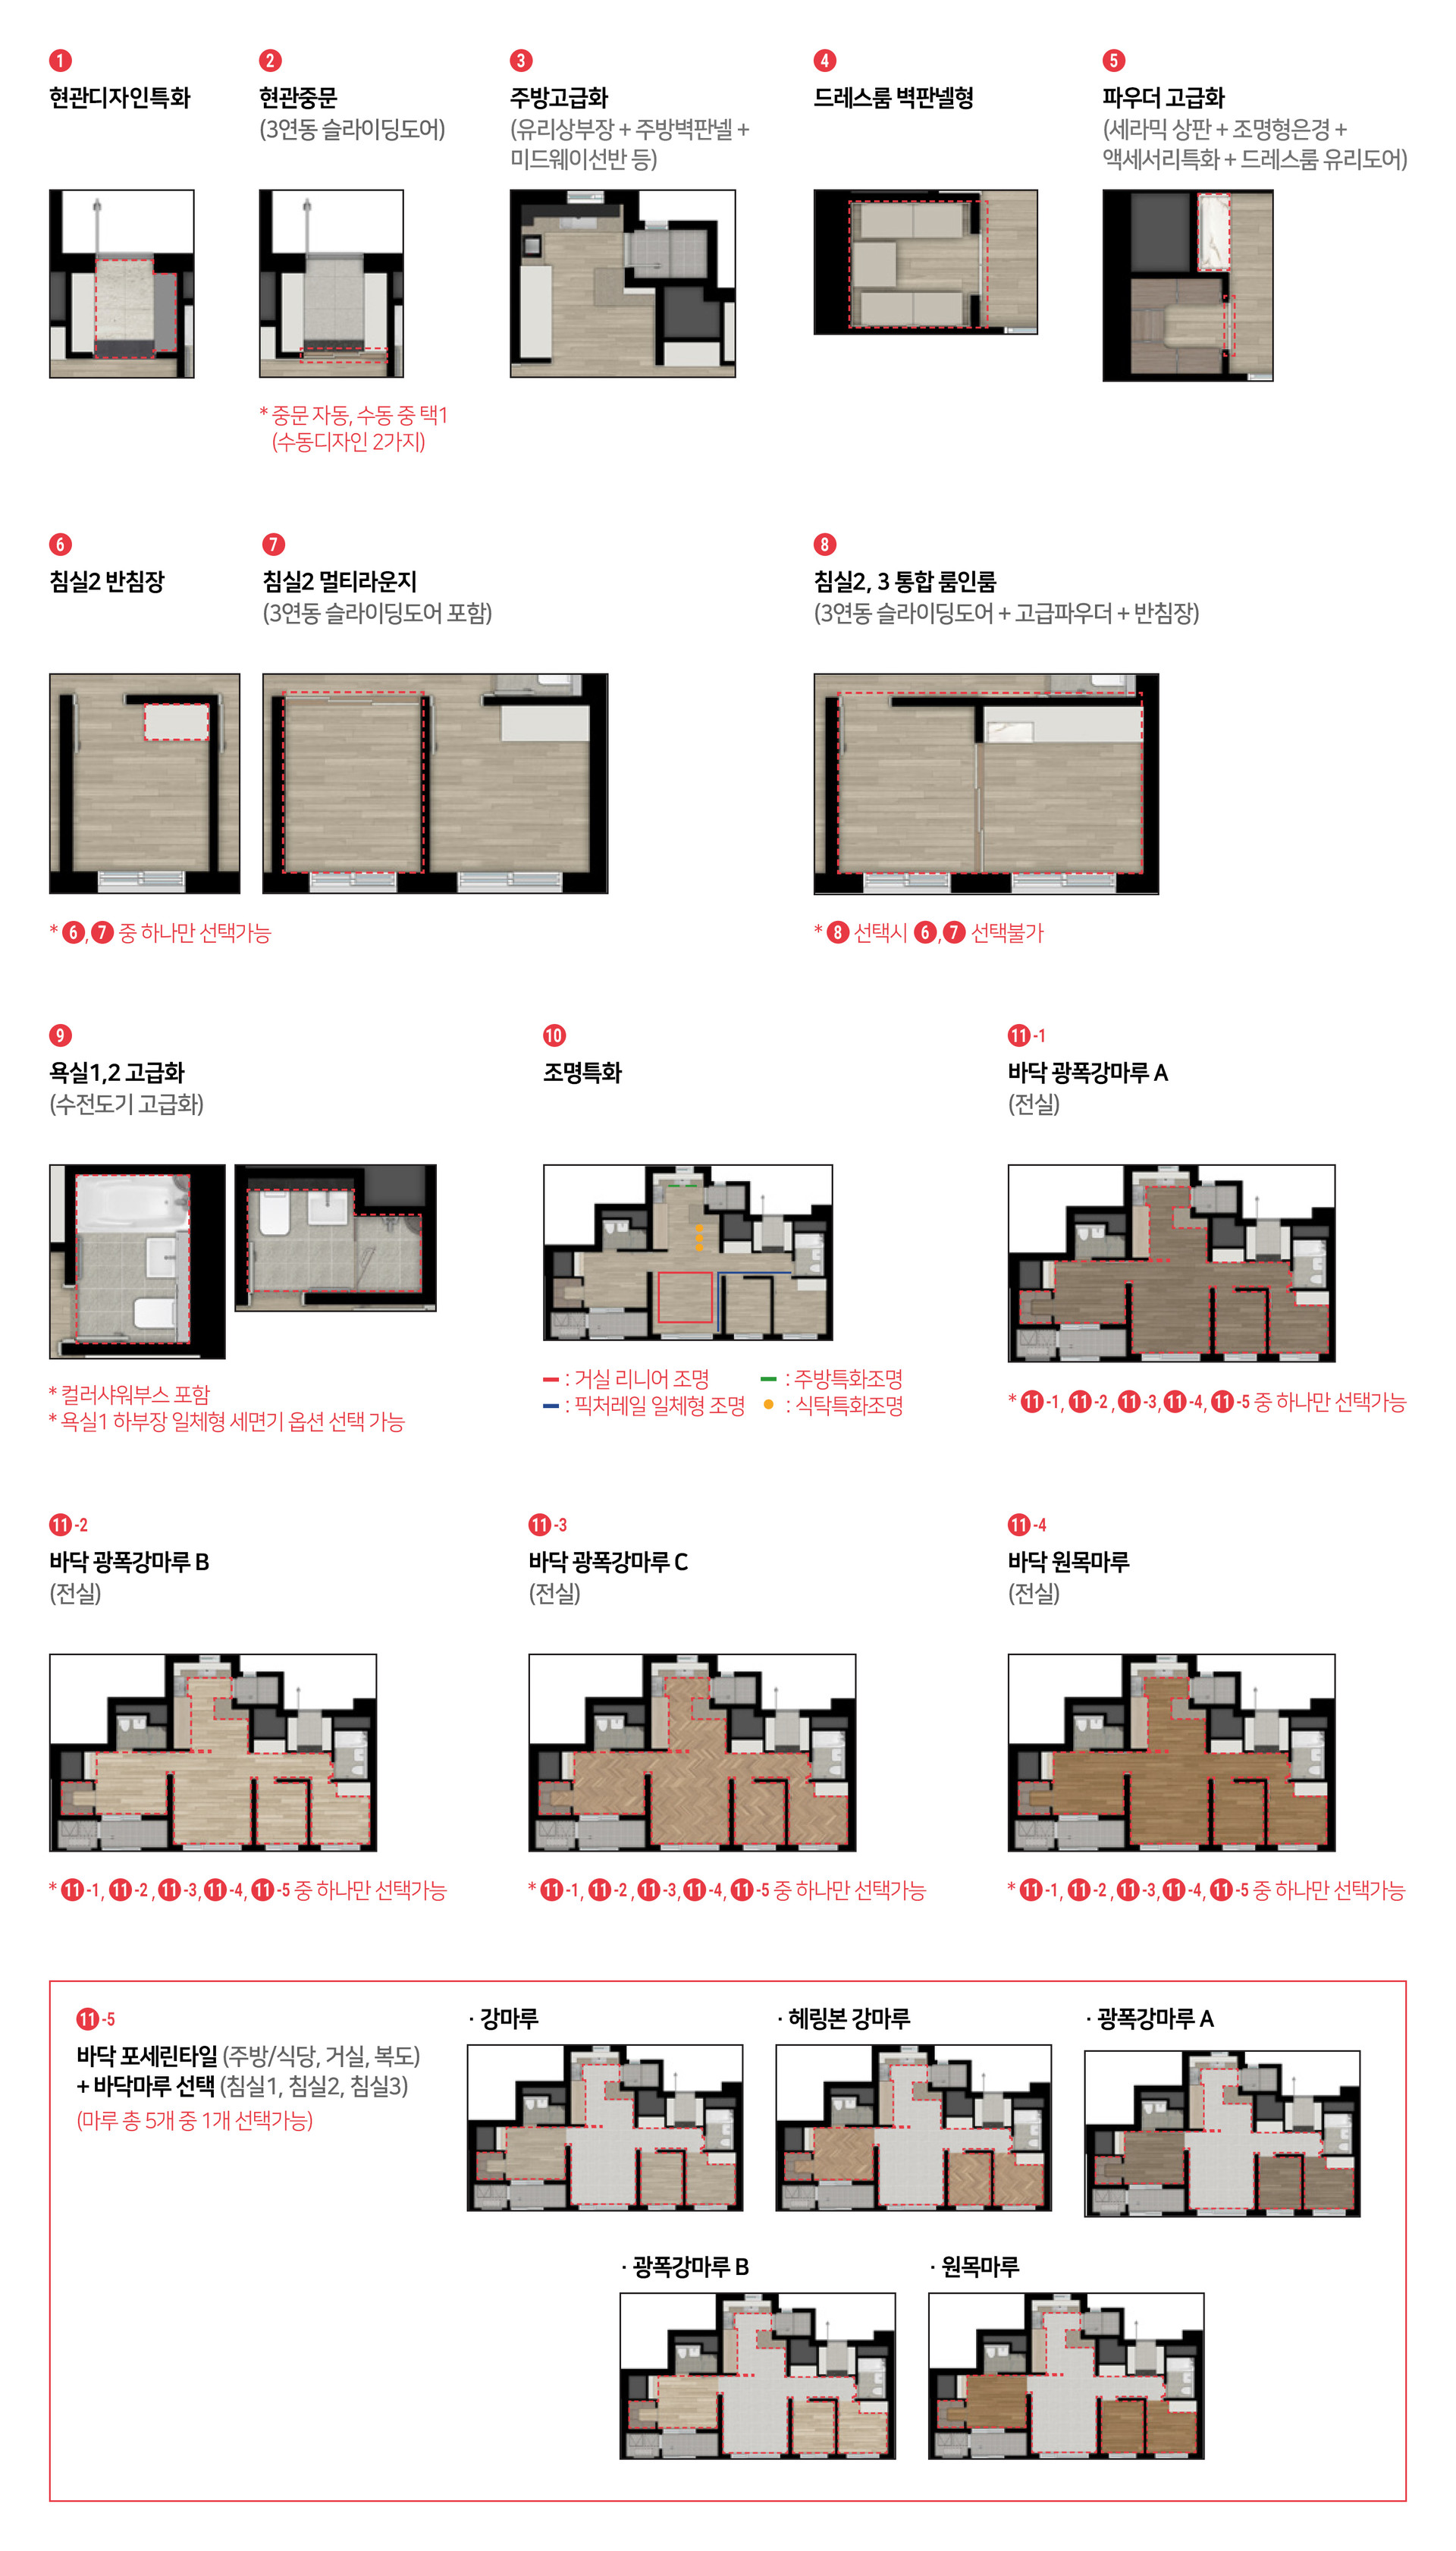 1
현관디자인특화
2
현관중문
(3연동 슬라이딩도어)
* 중문 자동, 수동 중 택1
(수동디자인 2가지)
3
주방고급화
(유리상부장 + 주방벽판넬 +
미드웨이선반 등)
4
드레스룸 벽판넬형
5
파우더 고급화
(세라믹 상판 + 조명형은경 +
액세서리특화 + 드레스룸 유리도어)
6
침실2 반침장
7
침실2 멀티라운지
(3연동 슬라이딩도어 포함)
* 6, 7 중 하나만 선택가능
8
침실2, 3 통합 룸인룸
(3연동 슬라이딩도어 + 고급파우더 + 반침장)
* 8 선택시 6, 7 선택불가
9
욕실1,2 고급화
(수전도기 고급화)
* 컬러샤워부스 포함
* 욕실1 하부장 일체형 세면기 옵션 선택 가능
10
조명특화
: 거실 리니어 조명
: 주방특화조명
: 픽처레일 일체형 조명
: 식탁특화조명
11-1
바닥 광폭강마루 A
(전실)
* 11-1, 11-2, 11-3, 11-4, 11-5 중 하나만 선택가능
11-2
바닥 광폭강마루 B
(전실)
* 11-1, 11-2, 11-3, 11-4, 11-5 중 하나만 선택가능
11-3
바닥 광폭강마루 C
(전실)
* 11-1, 11-2, 11-3, 11-4, 11-5 중 하나만 선택가능
11-4
바닥 원목마루
(전실)
* 11-1, 11-2, 11-3, 11-4, 11-5 중 하나만 선택가능
11-5
바닥 포세린타일 (주방/식당, 거실, 복도)
+ 바닥마루 선택 (침실1, 침실2, 침실3)
(마루 총 5개 중 1개 선택가능)
· 강마루
· 헤링본 강마루
· 광폭강마루 A
· 광폭강마루 B
· 원목마루